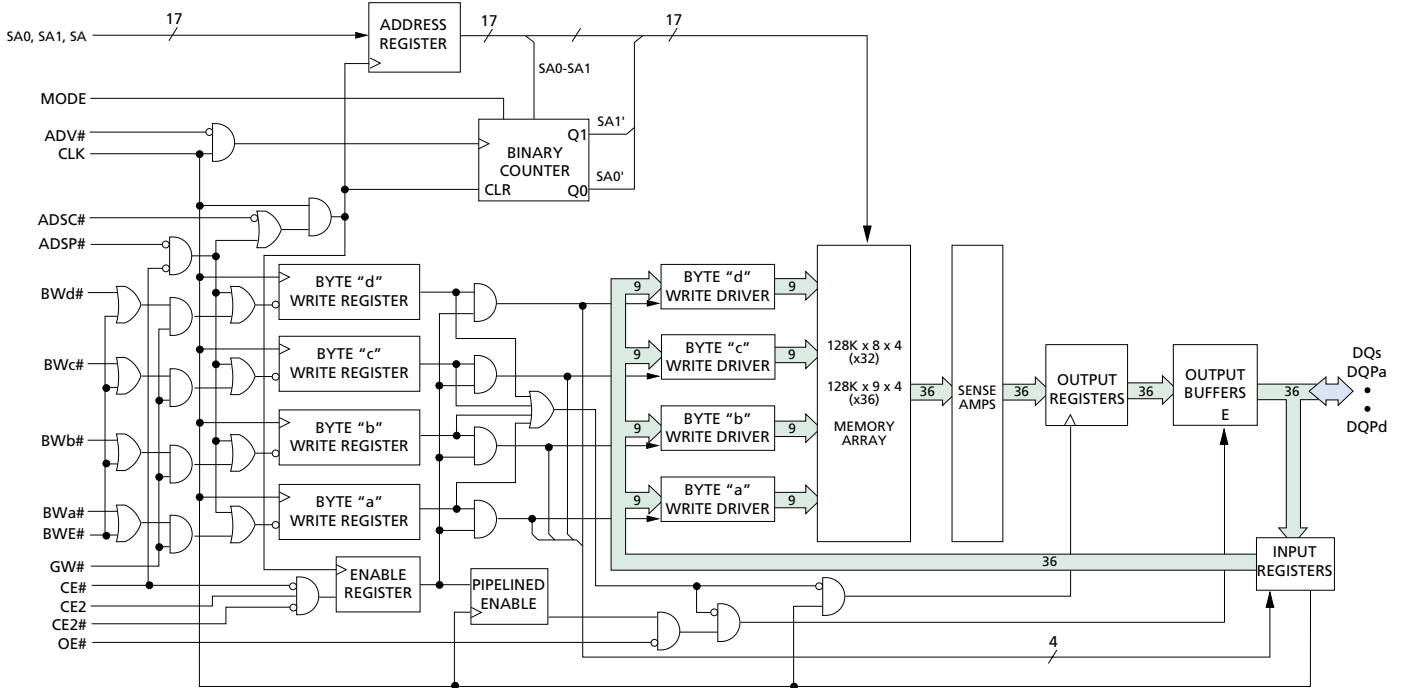 17
SA0, SA1, SA
ADDRESS
REGISTER
17
17
SA0-SA1
MODE
ADV#
CLK
BINARY
COUNTER
Q1
SA1'
CLR
Q0
SA0'
ADSC#
ADSP#
BWd#
BYTE “d”
WRITE REGISTER
9
BYTE “d”
WRITE DRIVER
9
BWc#
BYTE “c”
WRITE REGISTER
9
BYTE “c”
WRITE DRIVER
9
BWb#
BYTE “b”
WRITE REGISTER
9
BYTE “b”
WRITE DRIVER
9
BWa#
BWE#
BYTE “a”
WRITE REGISTER
9
BYTE “a”
WRITE DRIVER
9
128K x 8 x 4
(x32)
128K x 9 x 4
(x36)
MEMORY
ARRAY
36
SENSE
AMPS
36
OUTPUT
REGISTERS
36
OUTPUT
BUFFERS
E
36
DQs
DQPa
•
•
DQPd
GW#
CE#
CE2
CE2#
OE#
ENABLE
REGISTER
PIPELINED
ENABLE
36
INPUT
REGISTERS
4